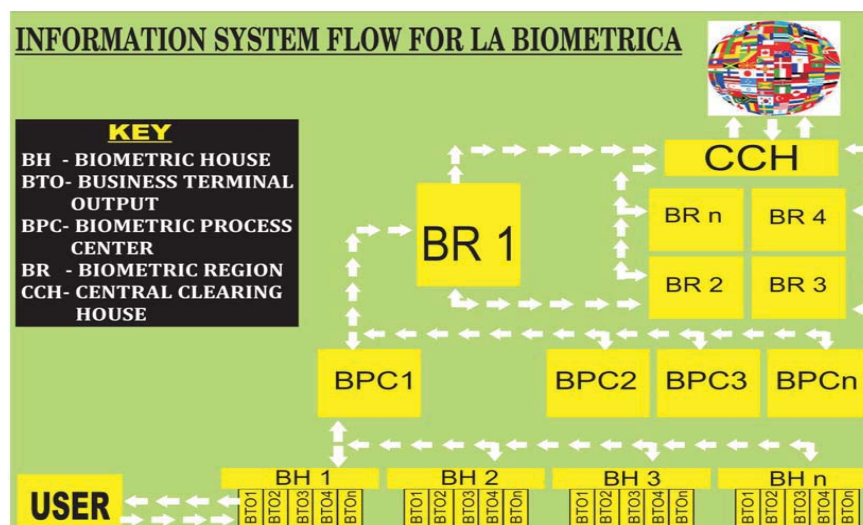 INFORMATION SYSTEM FLOW FOR LA BIOMETRICA
KEY
BH - BIOMETRIC HOUSE
BTO- BUSINESS TERMINAL
OUTPUT
BPC- BIOMETRIC PROCESS
CENTER
BR - BIOMETRIC REGION
CCH- CENTRAL CLEARING
HOUSE
CCH
BR 1
BR n
BR 4
BR 2
BR 3
BPC1
BPC2
BPC3
BPCn
BH 1
BH 2
BH 3
BH n
USER
BTO1
BTO2
BTO3
BTO4
BTOn
BTO1
BTO2
BTO3
BTO4
BTOn
BTO1
BTO2
BTO3
BTO4
BTOn
BTO1
BTO2
BTO3
BTO4
BTOn